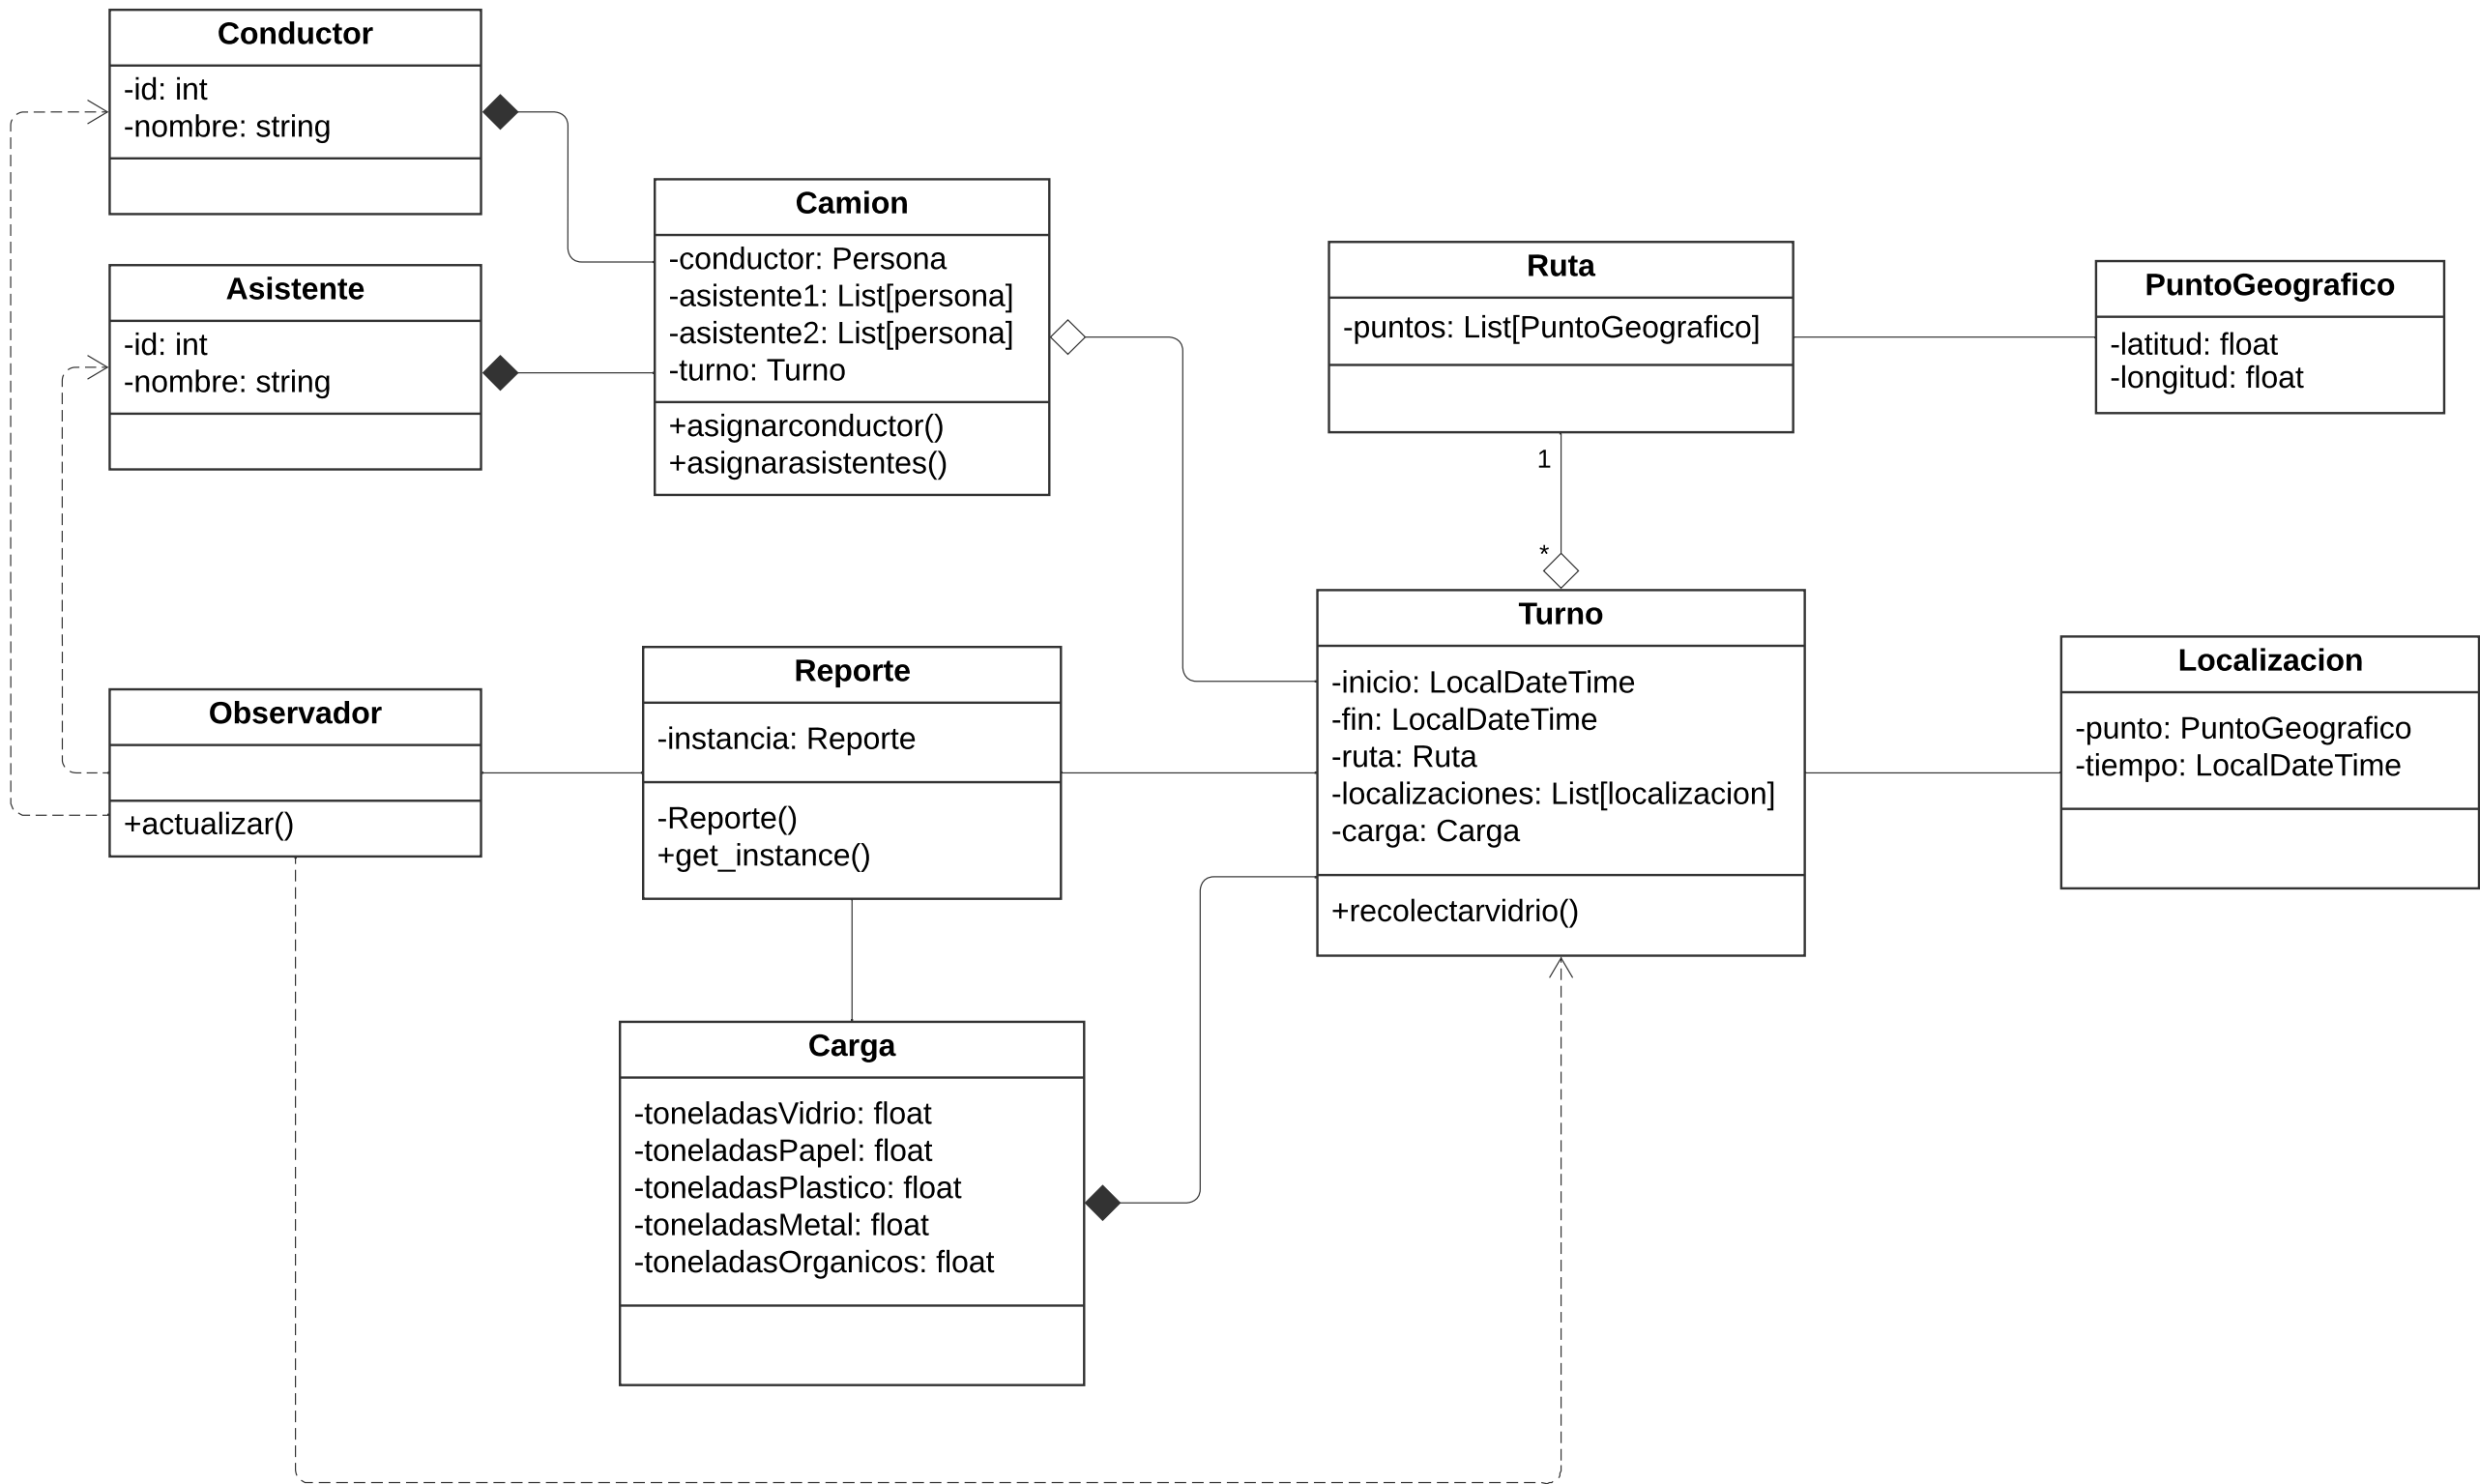 Conductor
-id: int
-nombre: string
Asistente
-id: int
-nombre: string
Camion
-conductor: Persona
-asistente1: List[persona]
-asistente2: List[persona]
-turno: Turno
+asignarconductor()
+asignarasistentes()
Ruta
-puntos: List[PuntoGeografico]
PuntoGeografico
-latitud: float
-longitud: float
1
*
Observador
+actualizar()
Reporte
-instancia: Reporte
-Reporte()
+get_instance()
Turno
-inicio: LocalDateTime
-fin: LocalDateTime
-ruta: Ruta
-localizaciones: List[localizacion]
-carga: Carga
+recolectarvidrio()
Localizacion
-punto: PuntoGeografico
-tiempo: LocalDateTime
Carga
-toneladasVidrio: float
-toneladasPapel: float
-toneladasPlastico: float
-toneladasMetal: float
-toneladasOrganicos: float